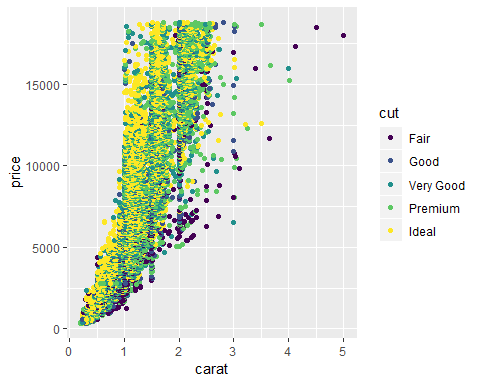 15000
10000
5000
0
price
0 1 2 3 4 5
carat
cut
Fair
Good
Very Good
Premium
Ideal